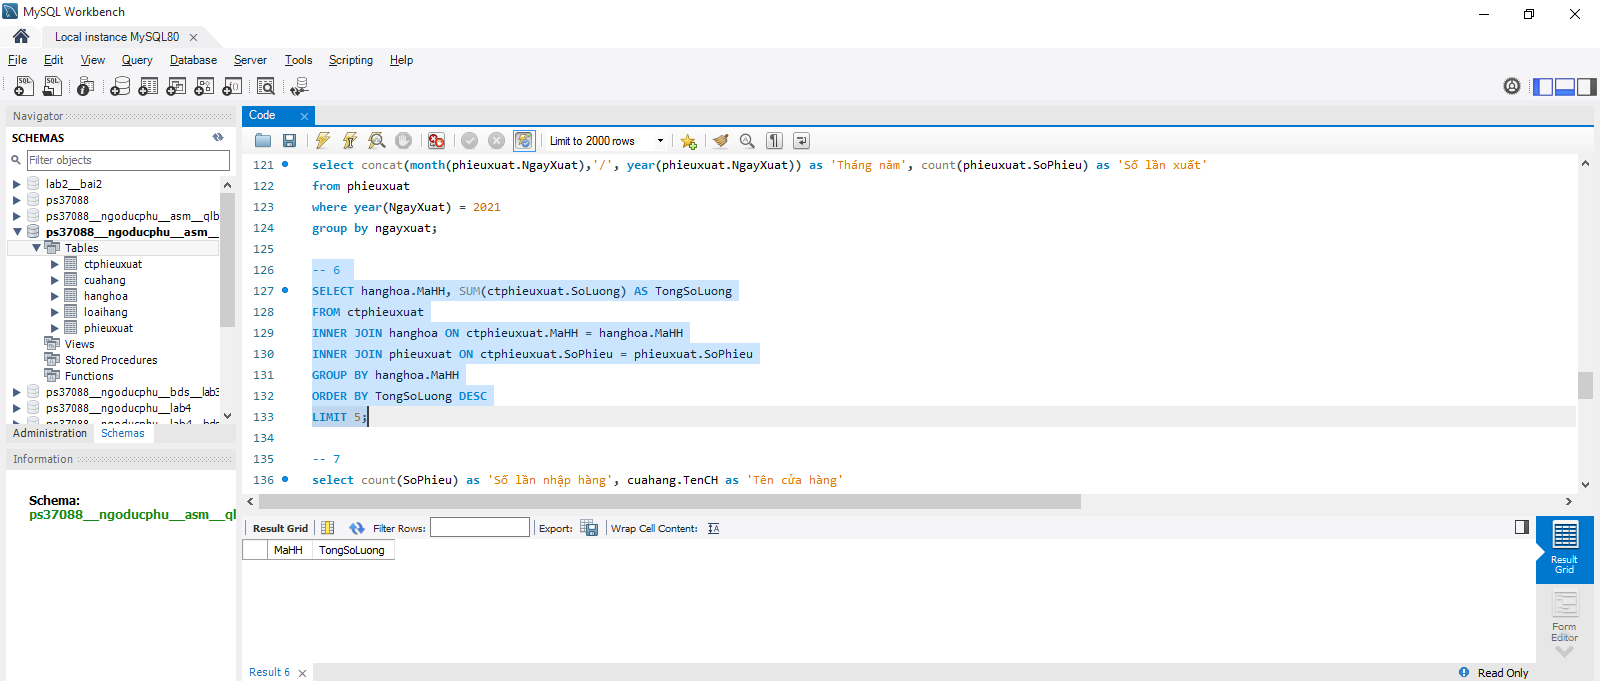 MySQL Workbench
Local instance MySQL80
File Edit View Query Database Server Tools Scripting Help
Navigator
SCHEMAS
Filter objects
lab2__bai2
ps37088
ps37088__ngoducphu__asm__qlb
ps37088__ngoducphu__asm__
Tables
ctphieuxuat
cuahang
hanghoa
loaihang
phieuxuat
Views
Stored Procedures
Functions
ps37088__ngoducphu__bds__lab3
ps37088__ngoducphu__lab4
Administration Schemas
Information
Schema:
ps37088__ngoducphu__asm__ql
Code
Limit to 2000 rows
121 select concat(month(phieuxuat.NgayXuat),'/', year(phieuxuat.NgayXuat)) as 'Tháng năm', count(phieuxuat.SoPhieu) as 'Số lần xuất'
122 from phieuxuat
123 where year(NgayXuat) = 2021
124 group by ngayxuat;
125
126 -- 6
127 SELECT hanghoa.MaHH, SUM(ctphieuxuat.SoLuong) AS TongSoLuong
128 FROM ctphieuxuat
129 INNER JOIN hanghoa ON ctphieuxuat.MaHH = hanghoa.MaHH
130 INNER JOIN phieuxuat ON ctphieuxuat.SoPhieu = phieuxuat.SoPhieu
131 GROUP BY hanghoa.MaHH
132 ORDER BY TongSoLuong DESC
133 LIMIT 5;
134
135 -- 7
136 select count(SoPhieu) as 'Số lần nhập hàng', cuahang.TenCH as 'Tên cửa hàng'
Result Grid Filter Rows: Export: Wrap Cell Content:
MaHH TongSoLuong
Result Grid
Form Editor
Result 6
Read Only